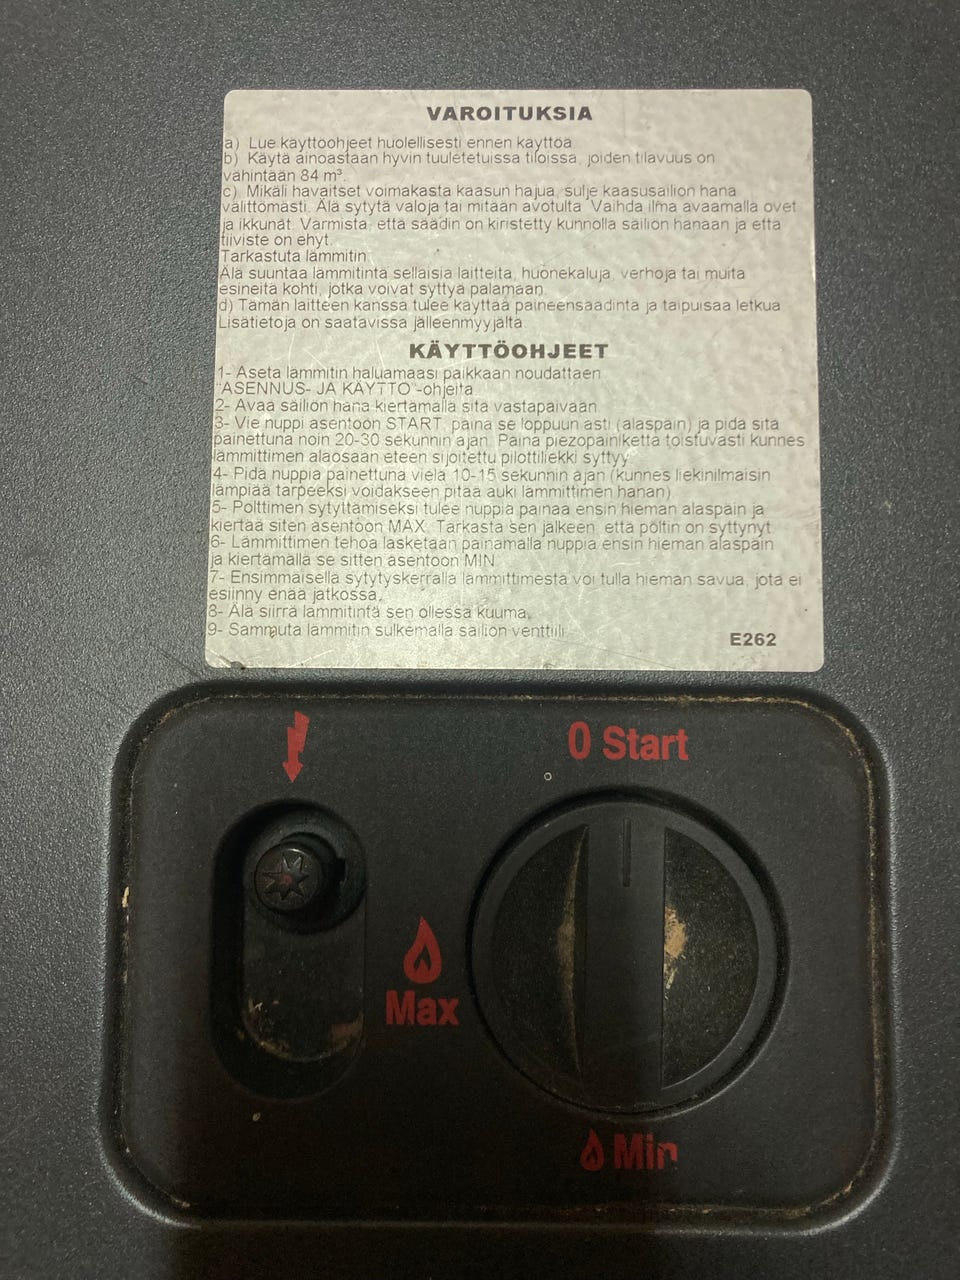 VAROITUKSIA
a) Lue käyttöohjeet huolellisesti ennen käyttöä
b) Käytä ainoastaan hyvin tuuletetuissa tiloissa, joiden tilavuus on
vähintään 84 m³.
c) Mikäli havaitset voimakasta kaasun hajua, sulje kaasusäiliön hana
välittömästi. Älä sytytä valoja tai mitään avotulta. Vaihda ilma avaamalla ovet
ja ikkunat. Varmista, että säädin on kiristetty kunnolla säiliön hanaan ja että
tiiviste on ehyt.
Tarkastuta lämmitin.
Älä suuntaa lämmitintä sellaisia laitteita, huonekaluja, verhoja tai muita
esineitä kohti, jotka voivat syttyä palamaan.
d) Tämän laitteen kanssa tulee käyttää paineensäädintä ja taipuisaa letkua.
Lisätietoja on saatavissa jälleenmyyjältä.
KÄYTTÖOHJEET
1- Aseta lämmitin haluamaasi paikkaan noudattaen
"ASENNUS- JA KÄYTTÖ"-ohjeita
2- Avaa säiliön hana kiertämällä sitä vastapäivään.
3- Vie nuppi asentoon START, paina se loppuun asti (alaspäin) ja pidä sitä
painettuna noin 20-30 sekunnin ajan. Paina piezopainiketta toistuvasti kunnes
lämmittimen alaosaan eteen sijoitettu pilottiliekki syttyy.
4- Pidä nuppia painettuna vielä 10-15 sekunnin ajan (kunnes liekinilmaisin
lämpiää tarpeeksi voidakseen pitää auki lämmittimen hanan).
5- Polttimen sytyttämiseksi tulee nuppia painaa ensin hieman alaspäin ja
kiertää siten asentoon MAX. Tarkasta sen jälkeen, että poltin on syttynyt.
6- Lämmittimen tehoa lasketaan painamalla nuppia ensin hieman alaspäin
ja kiertämällä se sitten asentoon MIN.
7- Ensimmäisellä sytytyskerralla lämmittimestä voi tulla hieman savua, jota ei
esiinny enää jatkossa.
8- Älä siirrä lämmitintä sen ollessa kuuma.
9- Sammuta lämmitin sulkemalla säiliön venttiili.
E262
0 Start
Max
Min